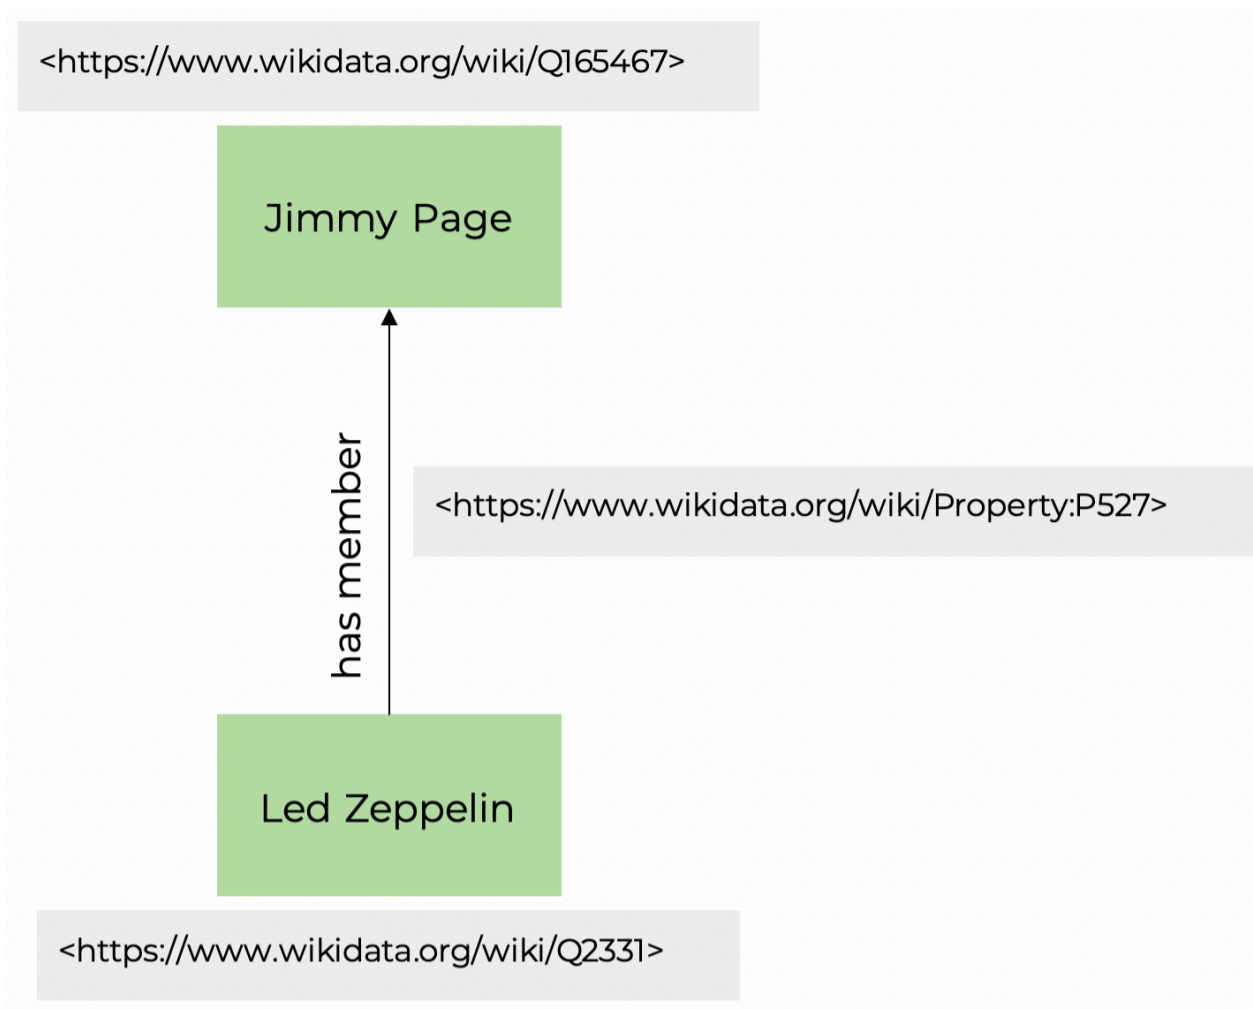 <https://www.wikidata.org/wiki/Q165467>
Jimmy Page
has member
<https://www.wikidata.org/wiki/Property:P527>
Led Zeppelin
<https://www.wikidata.org/wiki/Q2331>